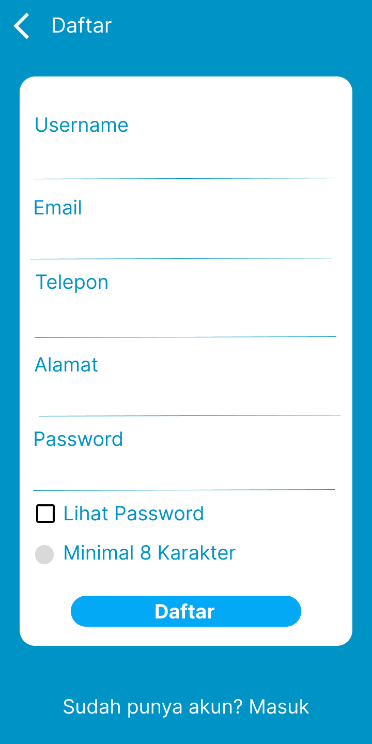 Daftar
Username
Email
Telepon
Alamat
Password
Lihat Password
Minimal 8 Karakter
Daftar
Sudah punya akun? Masuk